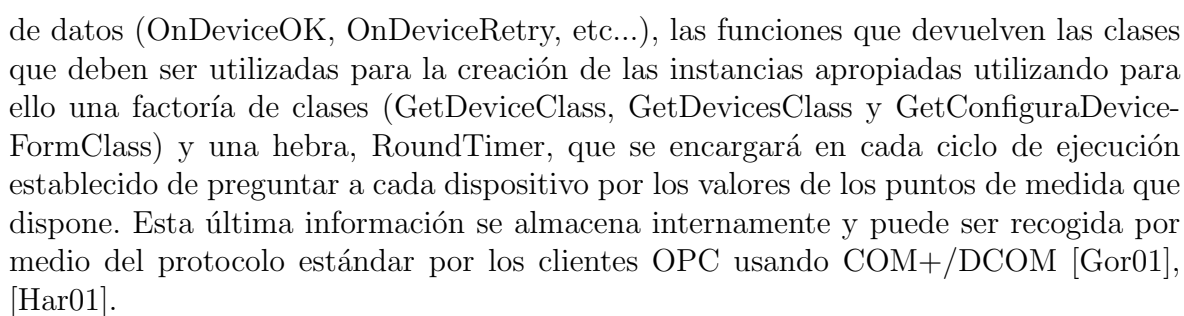 de datos (OnDeviceOK, OnDeviceRetry, etc...), las funciones que devuelven las clases
que deben ser utilizadas para la creación de las instancias apropiadas utilizando para
ello una factoría de clases (GetDeviceClass, GetDevicesClass y GetConfiguraDevice-
FormClass) y una hebra, RoundTimer, que se encargará en cada ciclo de ejecución
establecido de preguntar a cada dispositivo por los valores de los puntos de medida que
dispone. Esta última información se almacena internamente y puede ser recogida por
medio del protocolo estándar por los clientes OPC usando COM+/DCOM [Gor01],
[Har01].